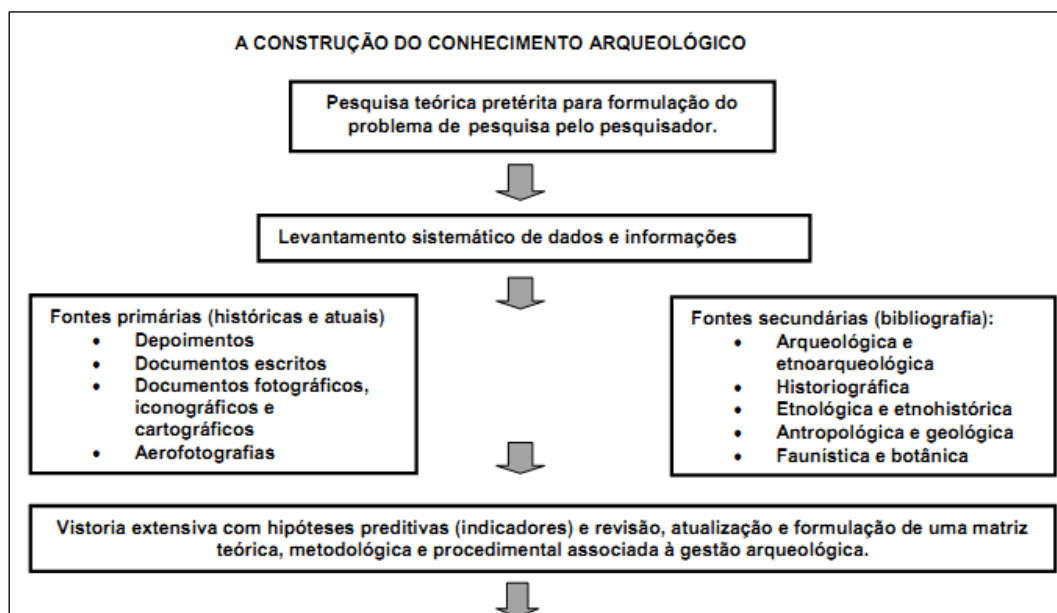 A CONSTRUÇÃO DO CONHECIMENTO ARQUEOLÓGICO
Pesquisa teórica pretérita para formulação do
problema de pesquisa pelo pesquisador.
Levantamento sistemático de dados e informações
Fontes primárias (históricas e atuais)
• Depoimentos
• Documentos escritos
• Documentos fotográficos,
iconográficos e
cartográficos
• Aerofotografias
Fontes secundárias (bibliografia):
• Arqueológica e
etnoarqueológica
• Historiográfica
• Etnológica e etnohistórica
• Antropológica e geológica
• Faunística e botânica
Vistoria extensiva com hipóteses preditivas (indicadores) e revisão, atualização e formulação de uma matriz
teórica, metodológica e procedimental associada à gestão arqueológica.